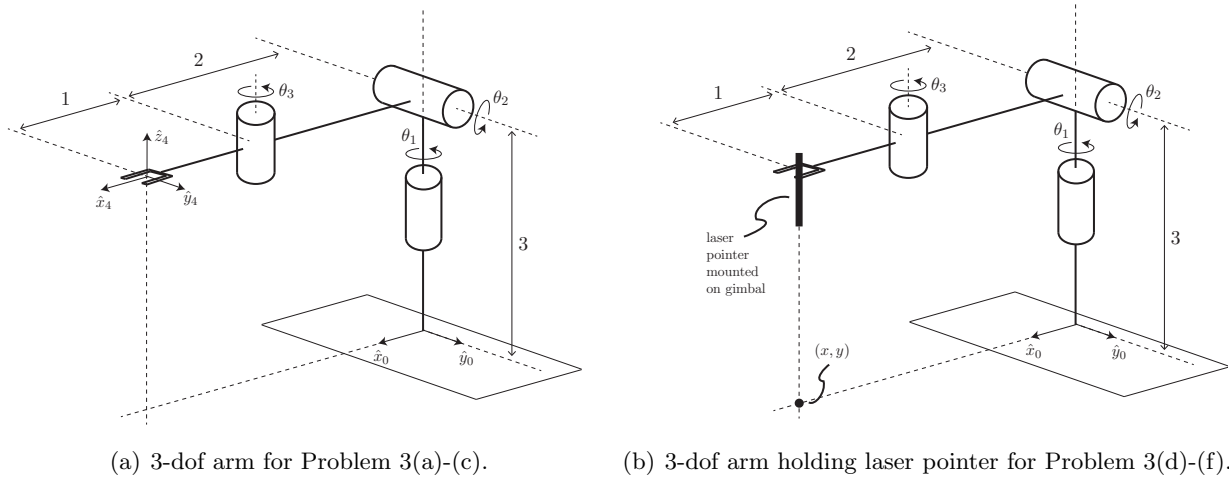 2
1
θ₃
θ₂
θ₁
ẑ₄
x̂₄
ŷ₄
3
x̂₀
ŷ₀
(a) 3-dof arm for Problem 3(a)-(c).
2
1
θ₃
θ₂
θ₁
laser
pointer
mounted
on gimbal
3
x̂₀
ŷ₀
(x, y)
(b) 3-dof arm holding laser pointer for Problem 3(d)-(f).